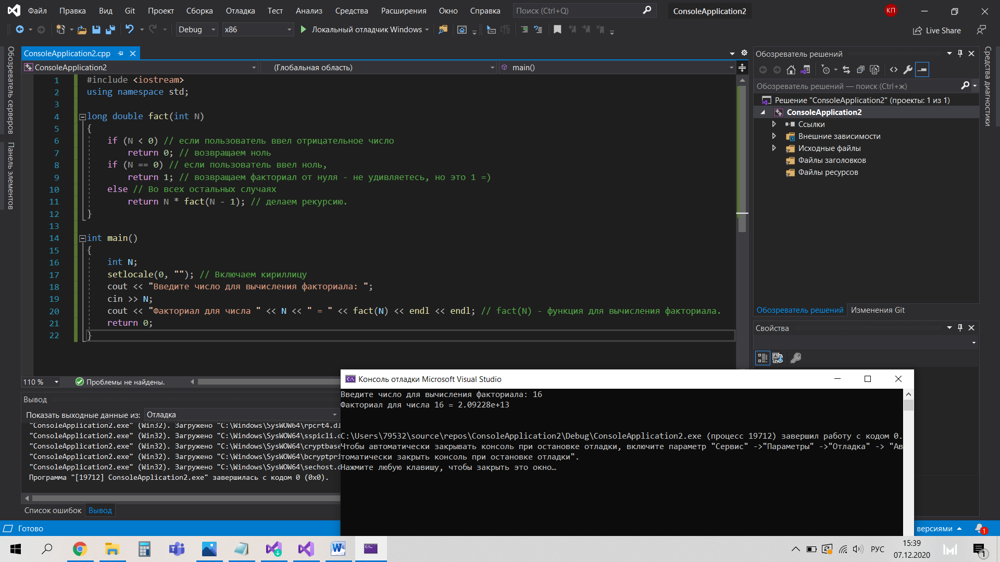 Файл Правка Вид Git Проект Сборка Отладка Тест Анализ Средства Расширения Окно Справка Поиск (Ctrl+Q) ConsoleApplication2 КП
Debug x86 Локальный отладчик Windows Live Share
Обозреватель серверов
Панель элементов
ConsoleApplication2.cpp
ConsoleApplication2 (Глобальная область) main()
1 #include <iostream>
2 using namespace std;
3
4 long double fact(int N)
5 {
6 if (N < 0) // если пользователь ввел отрицательное число
7 return 0; // возвращаем ноль
8 if (N == 0) // если пользователь ввел ноль,
9 return 1; // возвращаем факториал от нуля - не удивляетесь, но это 1 =)
10 else // Во всех остальных случаях
11 return N * fact(N - 1); // делаем рекурсию.
12 }
13
14 int main()
15 {
16 int N;
17 setlocale(0, ""); // Включаем кириллицу
18 cout << "Введите число для вычисления факториала: ";
19 cin >> N;
20 cout << "Факториал для числа " << N << " = " << fact(N) << endl << endl; // fact(N) - функция для вычисления факториала.
21 return 0;
22 }
110 % Проблемы не найдены.
Вывод
Показать выходные данные из: Отладка
"ConsoleApplication2.exe" (Win32). Загружено "C:\Windows\SysWOW64\rpcrt4.dl
"ConsoleApplication2.exe" (Win32). Загружено "C:\Windows\SysWOW64\sspicli.d
"ConsoleApplication2.exe" (Win32). Загружено "C:\Windows\SysWOW64\cryptbase
"ConsoleApplication2.exe" (Win32). Загружено "C:\Windows\SysWOW64\bcryptpri
"ConsoleApplication2.exe" (Win32). Загружено "C:\Windows\SysWOW64\sechost.d
Программа "[19712] ConsoleApplication2.exe" завершилась с кодом 0 (0x0).
Список ошибок Вывод
Готово
Обозреватель решений
Обозреватель решений — поиск (Ctrl+ж)
Решение "ConsoleApplication2" (проекты: 1 из 1)
ConsoleApplication2
Ссылки
Внешние зависимости
Исходные файлы
Файлы заголовков
Файлы ресурсов
Обозреватель решений Изменения Git
Свойства
Средства диагностики
Консоль отладки Microsoft Visual Studio
Введите число для вычисления факториала: 16
Факториал для числа 16 = 2.09228e+13
C:\Users\79532\source\repos\ConsoleApplication2\Debug\ConsoleApplication2.exe (процесс 19712) завершил работу с кодом 0.
Чтобы автоматически закрывать консоль при остановке отладки, включите параметр "Сервис" ->"Параметры" ->"Отладка" -> "Ав
томатически закрыть консоль при остановке отладки".
Нажмите любую клавишу, чтобы закрыть это окно…
версиями 1
РУС 15:39
07.12.2020 1